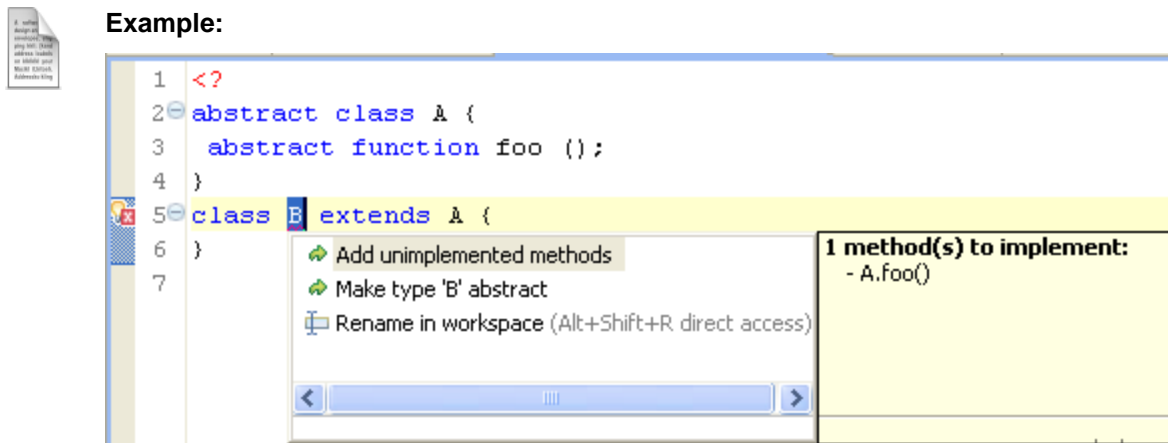 Example:
1 <?
2 abstract class A {
3 abstract function foo ();
4 }
5 class B extends A {
6 }
7
Add unimplemented methods
Make type 'B' abstract
Rename in workspace (Alt+Shift+R direct access)
1 method(s) to implement:
- A.foo()